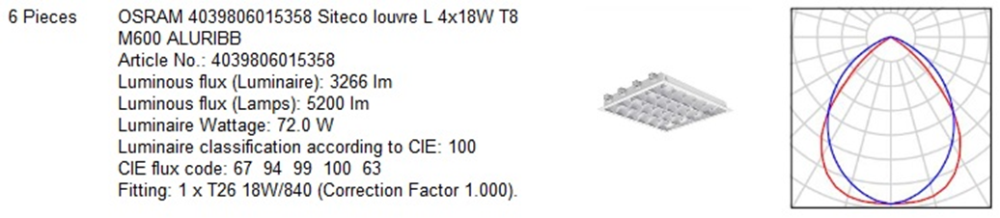 6 Pieces OSRAM 4039806015358 Siteco louvre L 4x18W T8
M600 ALURIBB
Article No.: 4039806015358
Luminous flux (Luminaire): 3266 lm
Luminous flux (Lamps): 5200 lm
Luminaire Wattage: 72.0 W
Luminaire classification according to CIE: 100
CIE flux code: 67 94 99 100 63
Fitting: 1 x T26 18W/840 (Correction Factor 1.000).